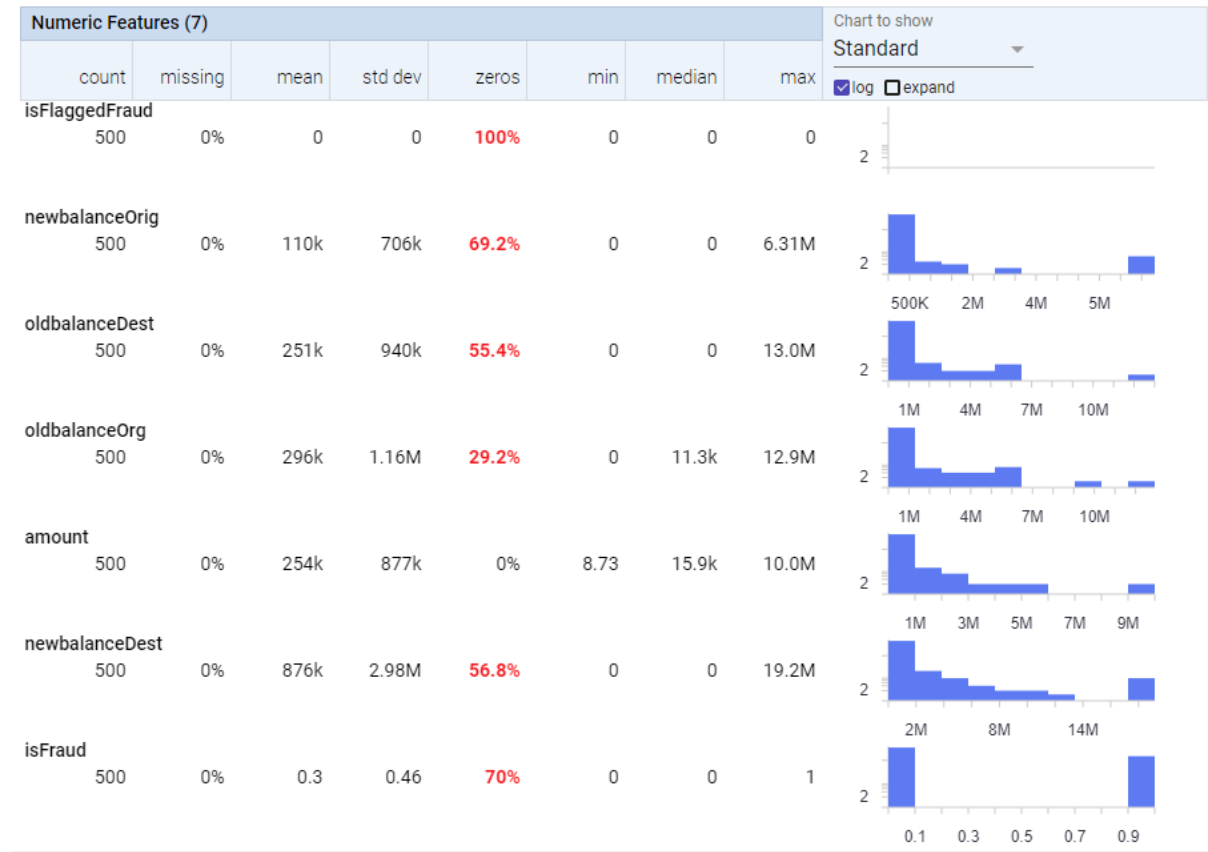 Numeric Features (7)
Chart to show
Standard
count missing mean std dev zeros min median max
log expand
isFlaggedFraud
500 0% 0 0 100% 0 0 0
2
newbalanceOrig
500 0% 110k 706k 69.2% 0 0 6.31M
2
500K 2M 4M 5M
oldbalanceDest
500 0% 251k 940k 55.4% 0 0 13.0M
2
1M 4M 7M 10M
oldbalanceOrg
500 0% 296k 1.16M 29.2% 0 11.3k 12.9M
2
1M 4M 7M 10M
amount
500 0% 254k 877k 0% 8.73 15.9k 10.0M
2
1M 3M 5M 7M 9M
newbalanceDest
500 0% 876k 2.98M 56.8% 0 0 19.2M
2
2M 8M 14M
isFraud
500 0% 0.3 0.46 70% 0 0 1
2
0.1 0.3 0.5 0.7 0.9